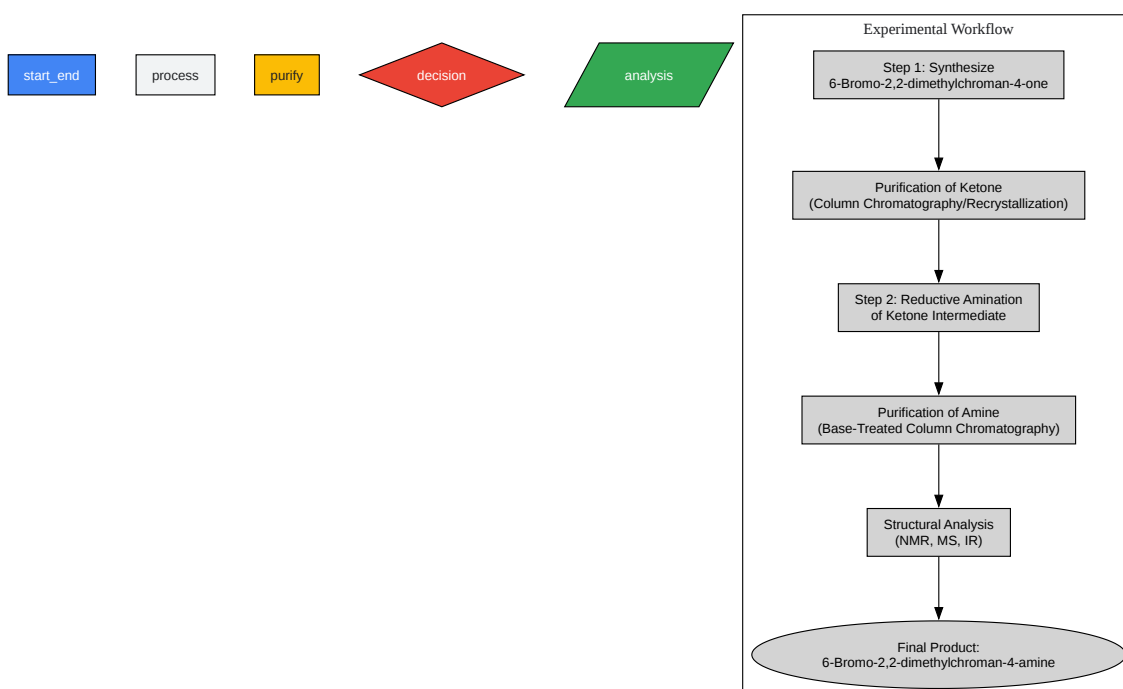 start_end
process
purify
decision
analysis
Experimental Workflow
Step 1: Synthesize
6-Bromo-2,2-dimethylchroman-4-one
Purification of Ketone
(Column Chromatography/Recrystallization)
Step 2: Reductive Amination
of Ketone Intermediate
Purification of Amine
(Base-Treated Column Chromatography)
Structural Analysis
(NMR, MS, IR)
Final Product:
6-Bromo-2,2-dimethylchroman-4-amine